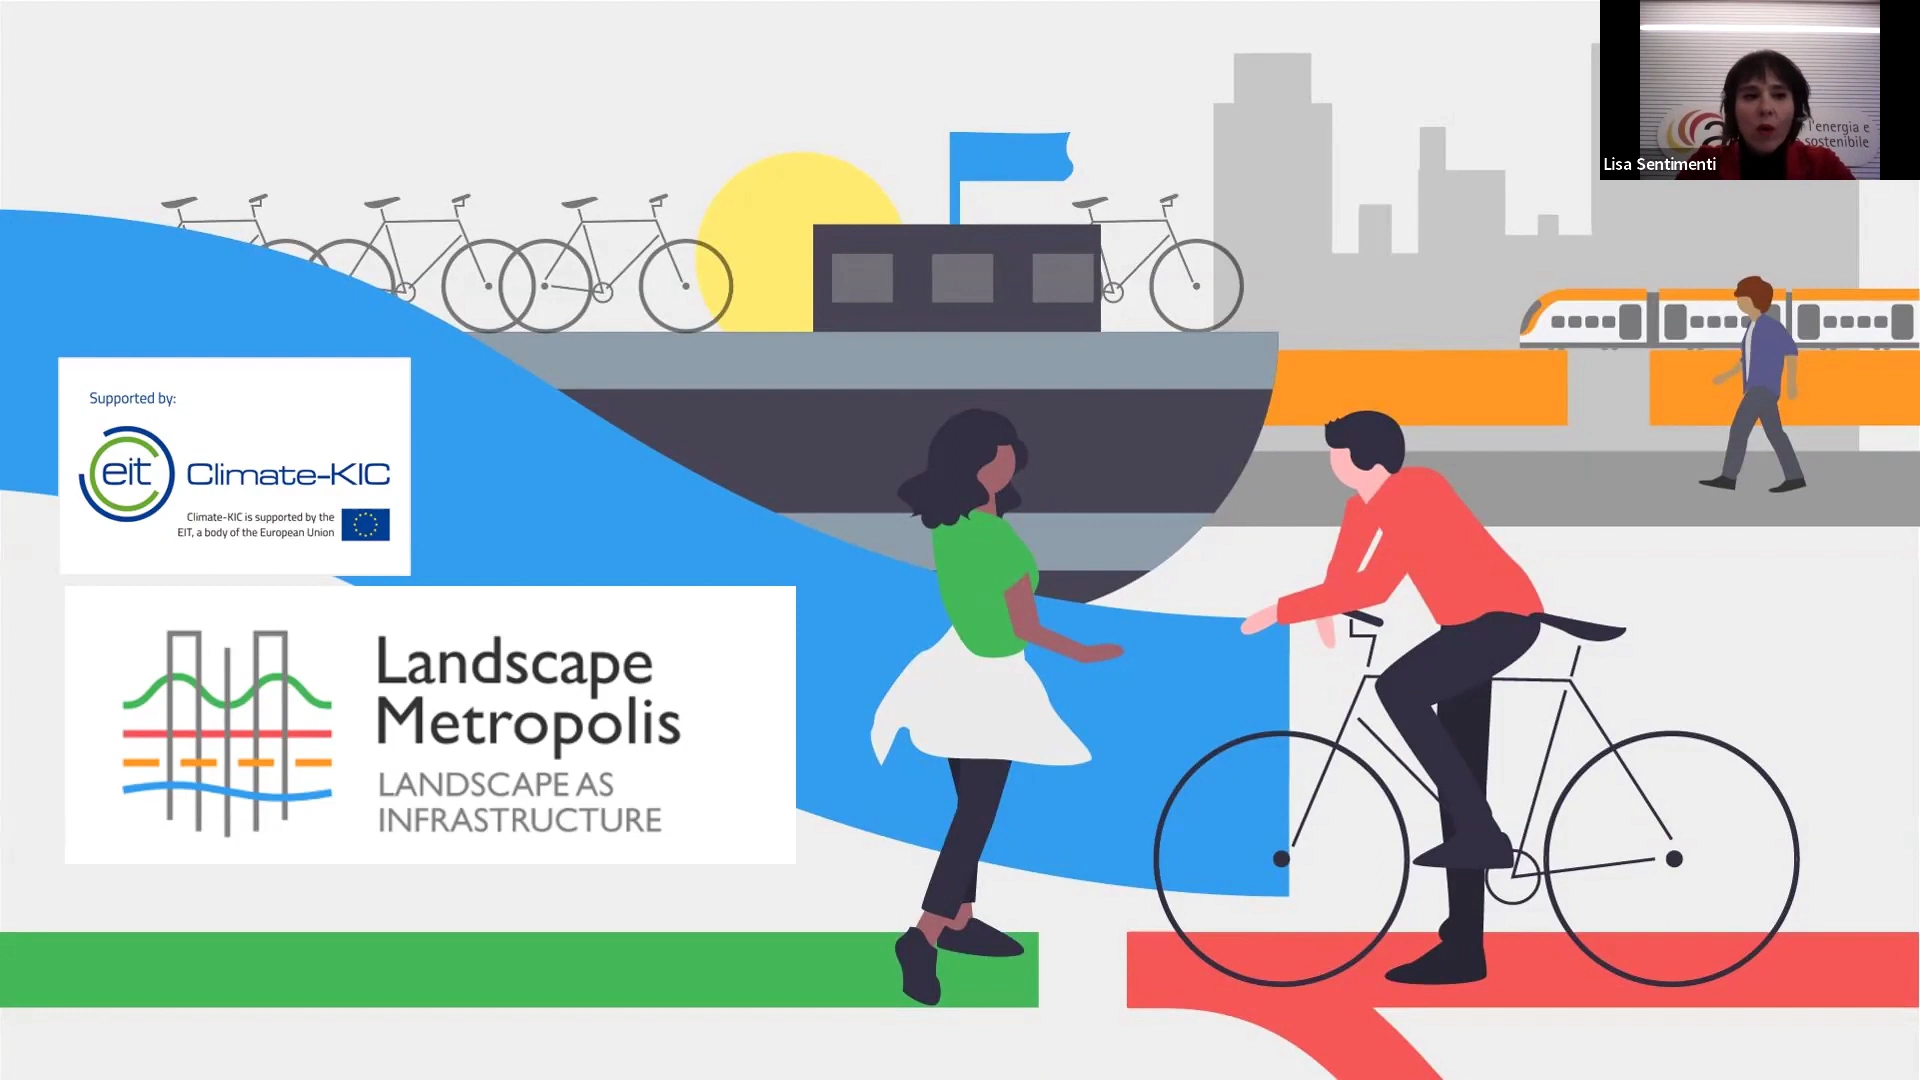 l'energia e
sostenibile
Lisa Sentimenti
Supported by:
eit Climate-KIC
Climate-KIC is supported by the
EIT, a body of the European Union
Landscape
Metropolis
LANDSCAPE AS
INFRASTRUCTURE